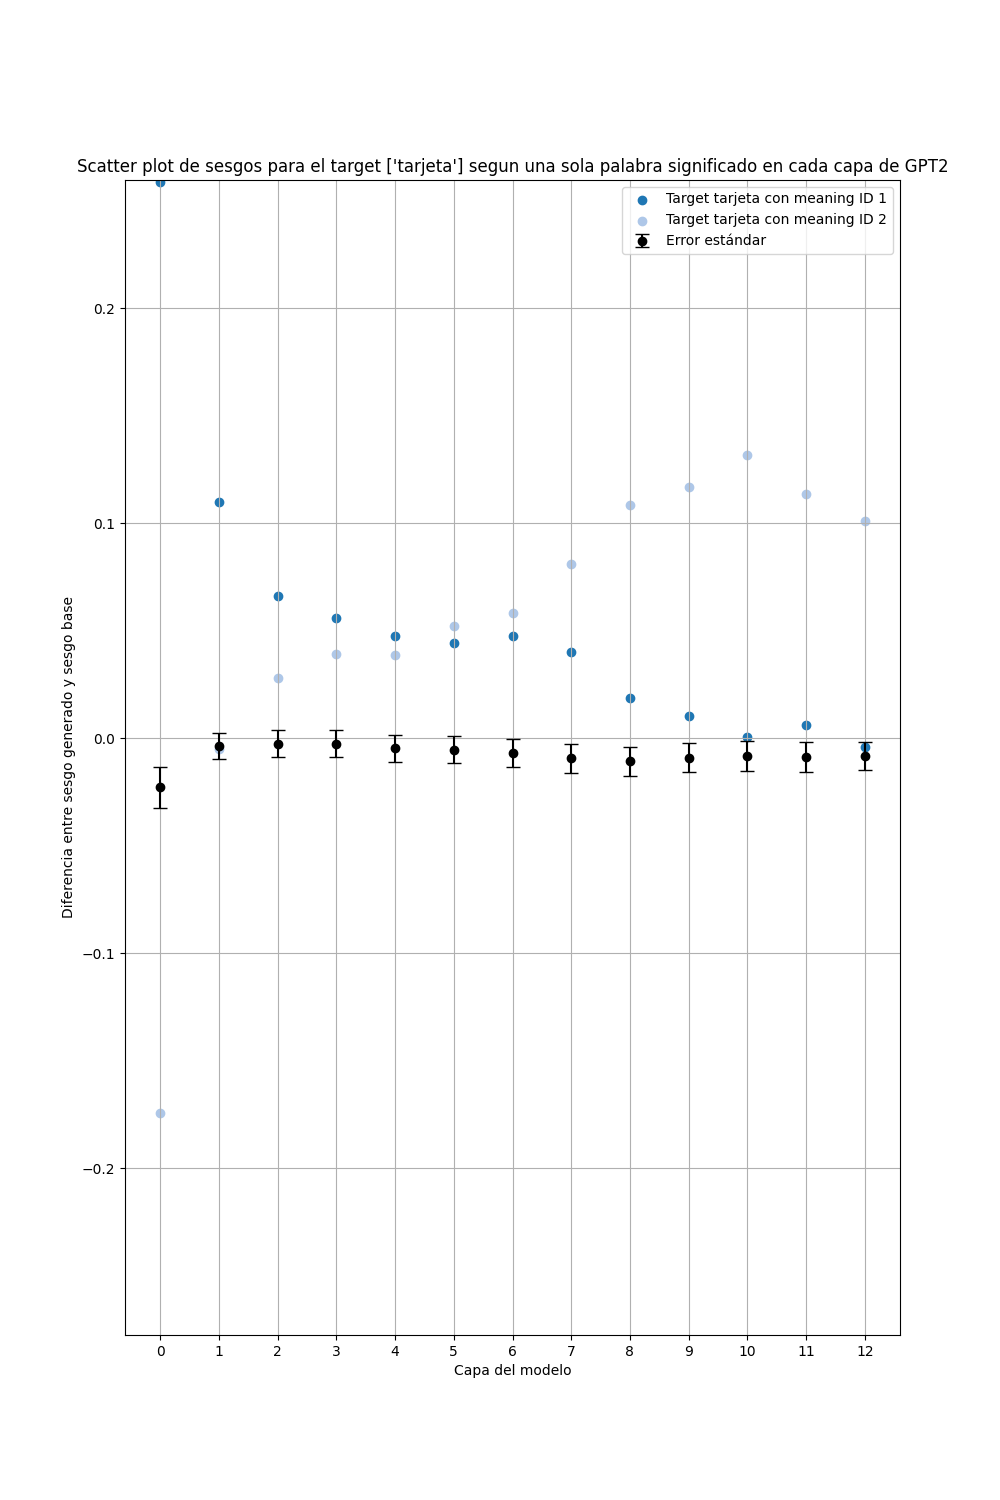 Scatter plot de sesgos para el target ['tarjeta'] segun una sola palabra significado en cada capa de GPT2
Target tarjeta con meaning ID 1
Target tarjeta con meaning ID 2
Error estándar
0.2
0.1
0.0
−0.1
−0.2
Diferencia entre sesgo generado y sesgo base
0 1 2 3 4 5 6 7 8 9 10 11 12
Capa del modelo